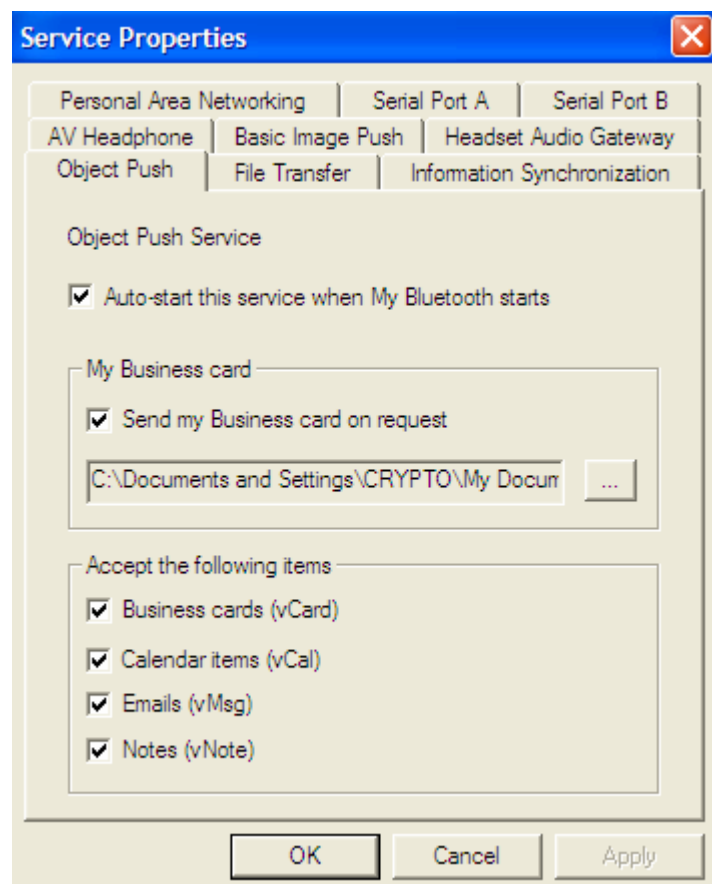 Service Properties
Personal Area Networking Serial Port A Serial Port B
AV Headphone Basic Image Push Headset Audio Gateway
Object Push File Transfer Information Synchronization
Object Push Service
Auto-start this service when My Bluetooth starts
My Business card
Send my Business card on request
C:\Documents and Settings\CRYPTO\My Docum ...
Accept the following items
Business cards (vCard)
Calendar items (vCal)
Emails (vMsg)
Notes (vNote)
OK Cancel Apply